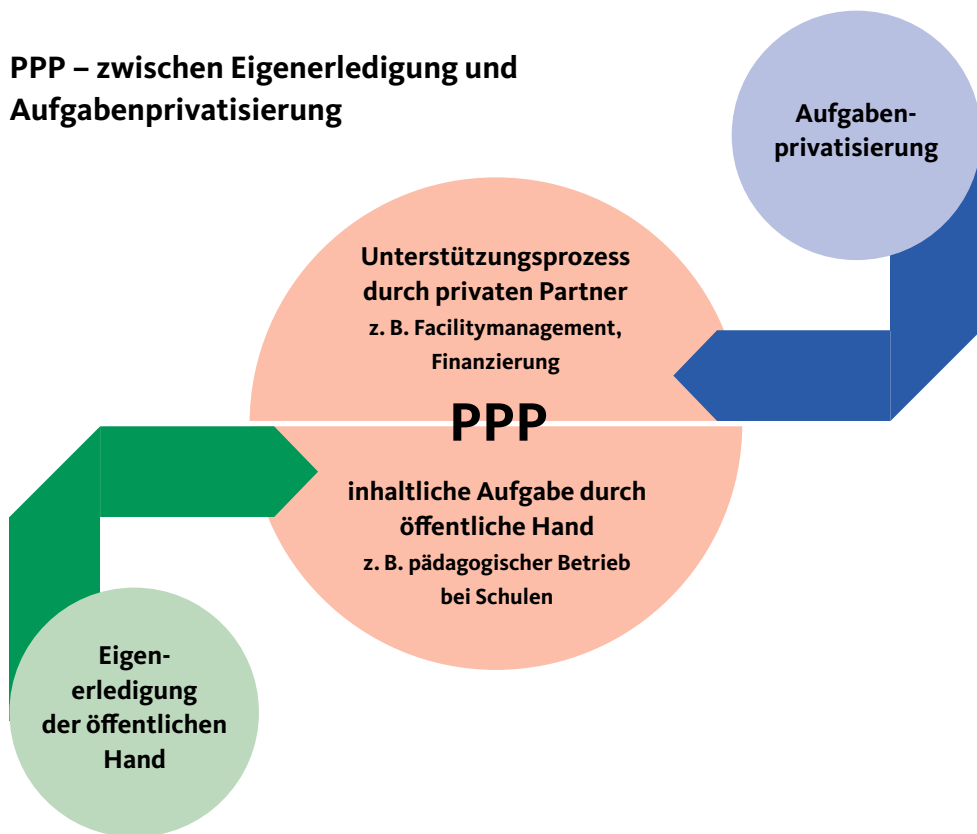 PPP – zwischen Eigenerledigung und
Aufgabenprivatisierung
Aufgaben-
privatisierung
Unterstützungsprozess
durch privaten Partner
z. B. Facilitymanagement,
Finanzierung
PPP
inhaltliche Aufgabe durch
öffentliche Hand
z. B. pädagogischer Betrieb
bei Schulen
Eigen-
erledigung
der öffentlichen
Hand